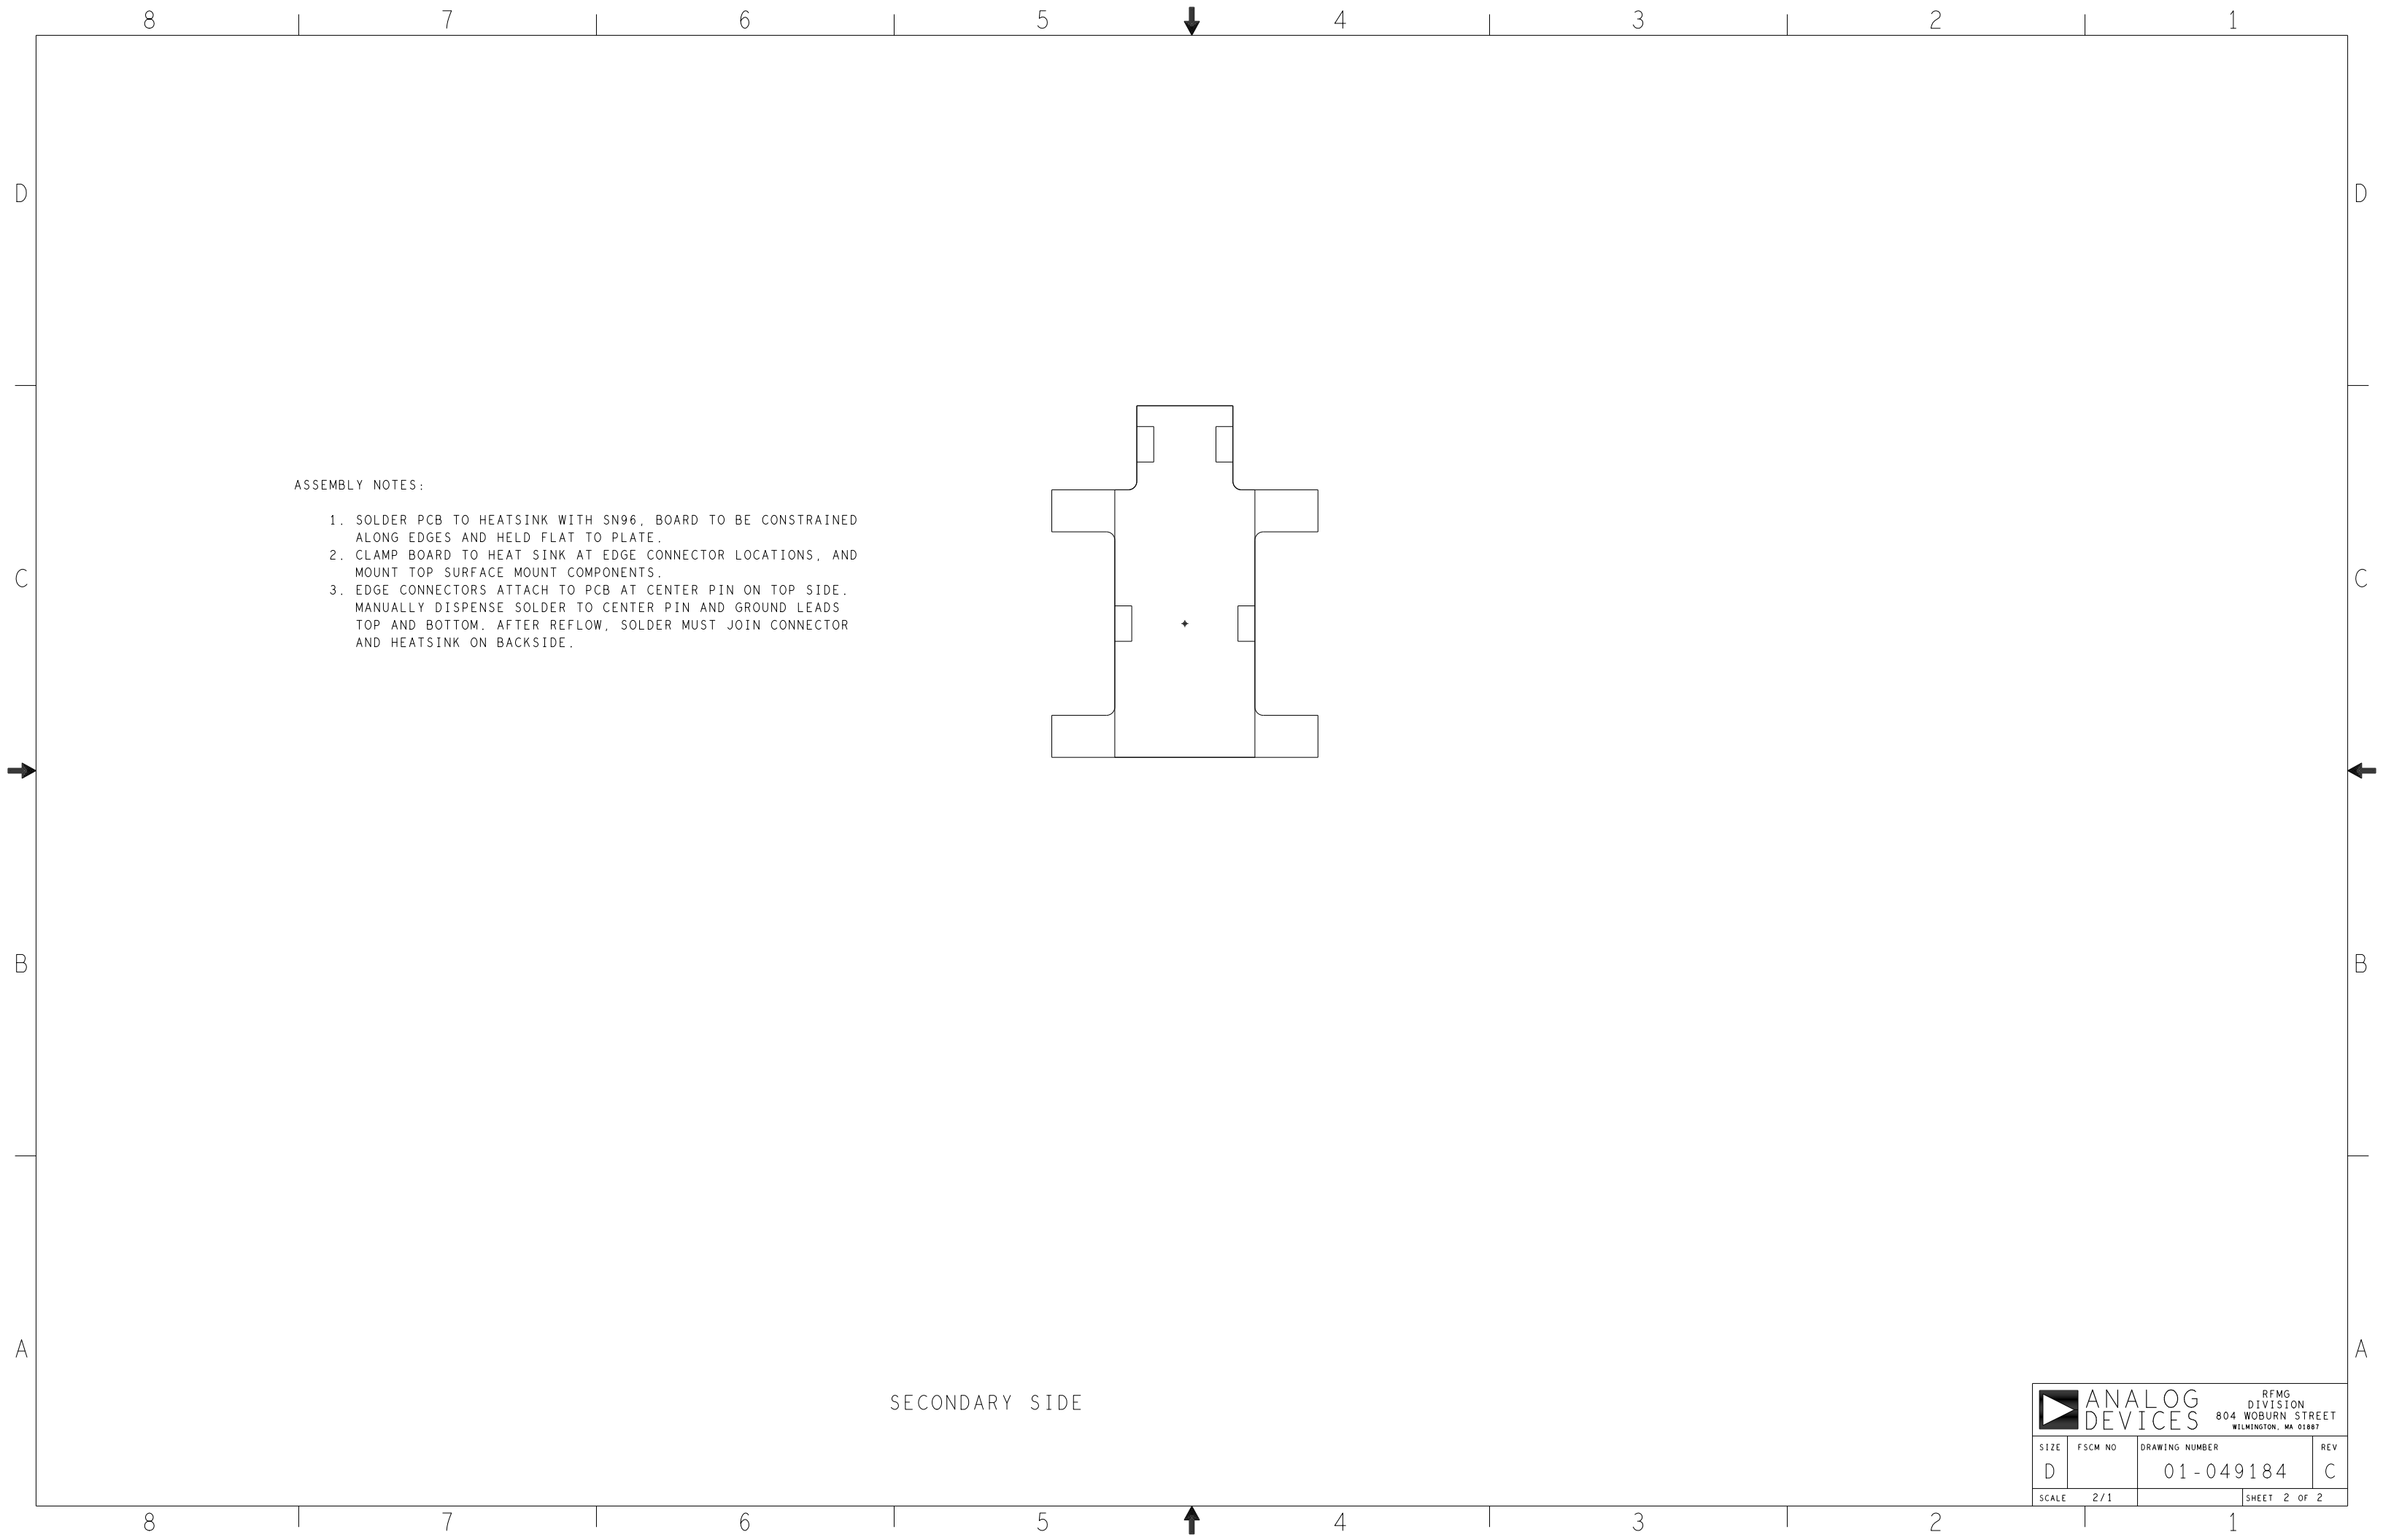 8 7 6 5 4 3 2 1
D D
ASSEMBLY NOTES:
1. SOLDER PCB TO HEATSINK WITH SN96, BOARD TO BE CONSTRAINED
ALONG EDGES AND HELD FLAT TO PLATE.
2. CLAMP BOARD TO HEAT SINK AT EDGE CONNECTOR LOCATIONS, AND
MOUNT TOP SURFACE MOUNT COMPONENTS.
3. EDGE CONNECTORS ATTACH TO PCB AT CENTER PIN ON TOP SIDE.
MANUALLY DISPENSE SOLDER TO CENTER PIN AND GROUND LEADS
TOP AND BOTTOM. AFTER REFLOW, SOLDER MUST JOIN CONNECTOR
AND HEATSINK ON BACKSIDE.
C C
B B
A A
SECONDARY SIDE
ANALOG
DEVICES
RFMG
DIVISION
804 WOBURN STREET
WILMINGTON, MA 01887
SIZE FSCM NO DRAWING NUMBER REV
D 01-049184 C
SCALE 2/1 SHEET 2 OF 2
8 7 6 5 4 3 2 1